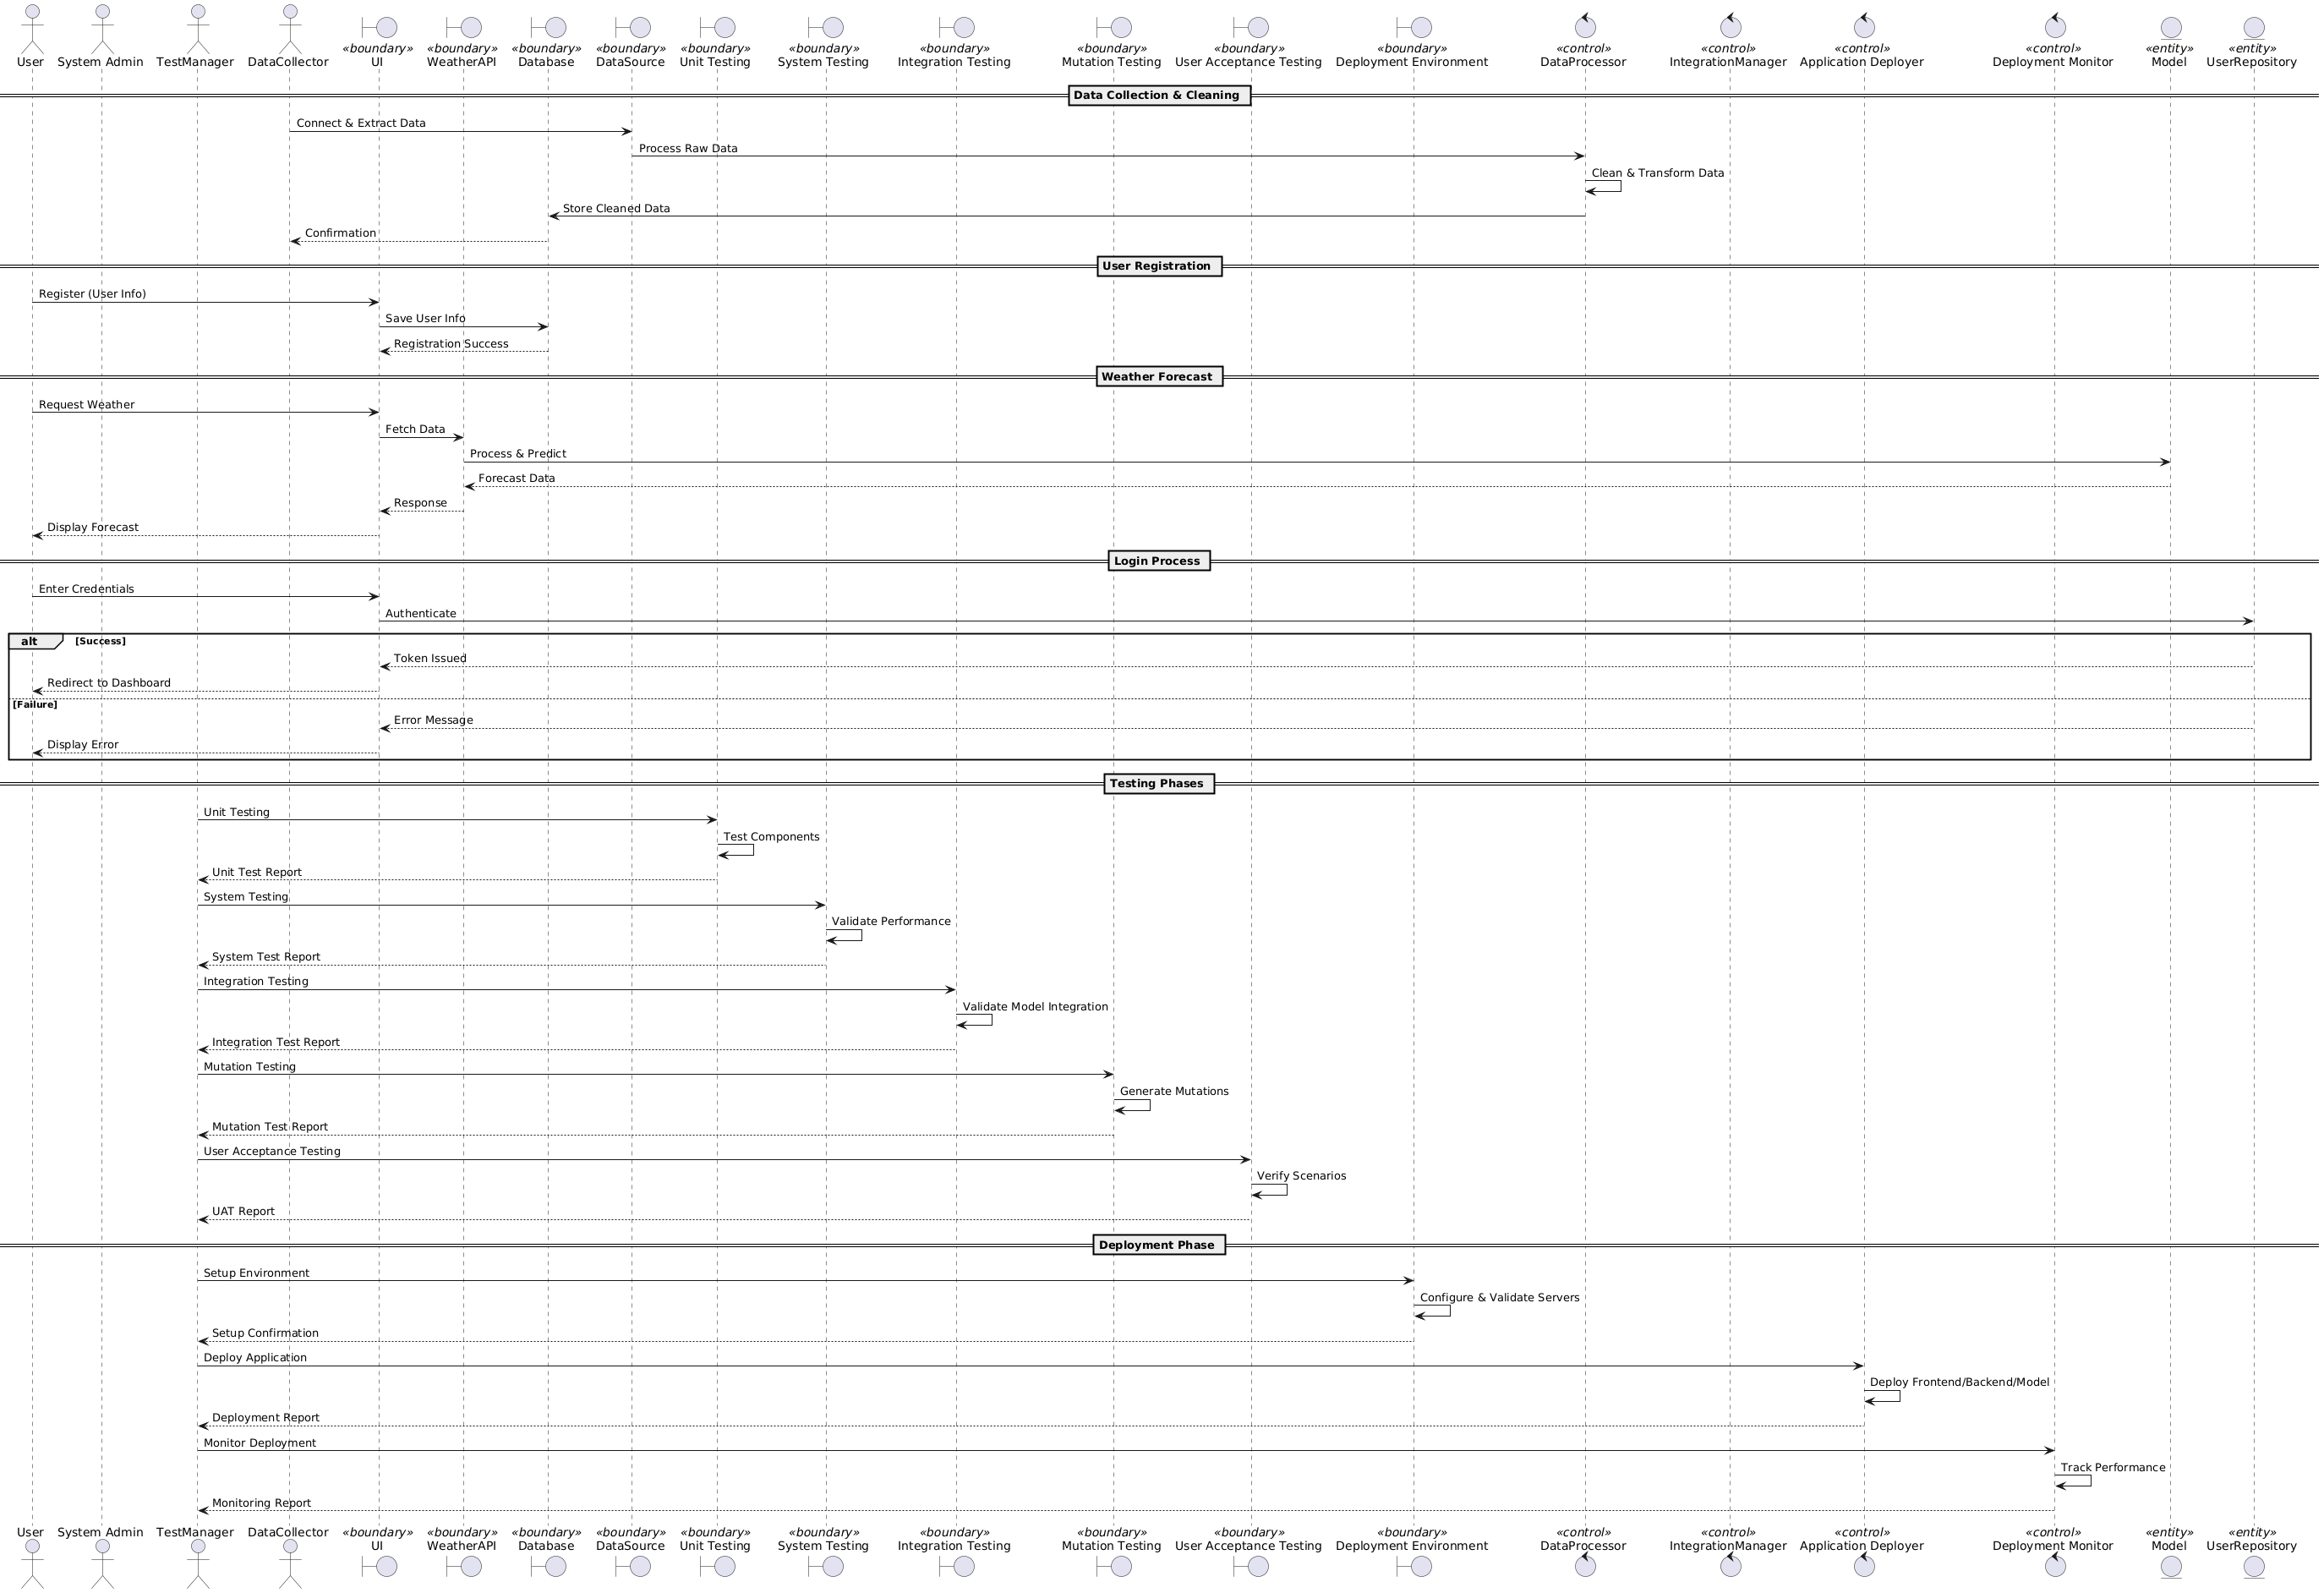 User
System Admin
TestManager
DataCollector
«boundary»
UI
«boundary»
WeatherAPI
«boundary»
Database
«boundary»
DataSource
«boundary»
Unit Testing
«boundary»
System Testing
«boundary»
Integration Testing
«boundary»
Mutation Testing
«boundary»
User Acceptance Testing
«boundary»
Deployment Environment
«control»
DataProcessor
«control»
IntegrationManager
«control»
Application Deployer
«control»
Deployment Monitor
«entity»
Model
«entity»
UserRepository
Data Collection & Cleaning
Connect & Extract Data
Process Raw Data
Clean & Transform Data
Store Cleaned Data
Confirmation
User Registration
Register (User Info)
Save User Info
Registration Success
Weather Forecast
Request Weather
Fetch Data
Process & Predict
Forecast Data
Response
Display Forecast
Login Process
Enter Credentials
Authenticate
alt [Success]
Token Issued
Redirect to Dashboard
[Failure]
Error Message
Display Error
Testing Phases
Unit Testing
Test Components
Unit Test Report
System Testing
Validate Performance
System Test Report
Integration Testing
Validate Model Integration
Integration Test Report
Mutation Testing
Generate Mutations
Mutation Test Report
User Acceptance Testing
Verify Scenarios
UAT Report
Deployment Phase
Setup Environment
Configure & Validate Servers
Setup Confirmation
Deploy Application
Deploy Frontend/Backend/Model
Deployment Report
Monitor Deployment
Track Performance
Monitoring Report
User
System Admin
TestManager
DataCollector
«boundary»
UI
«boundary»
WeatherAPI
«boundary»
Database
«boundary»
DataSource
«boundary»
Unit Testing
«boundary»
System Testing
«boundary»
Integration Testing
«boundary»
Mutation Testing
«boundary»
User Acceptance Testing
«boundary»
Deployment Environment
«control»
DataProcessor
«control»
IntegrationManager
«control»
Application Deployer
«control»
Deployment Monitor
«entity»
Model
«entity»
UserRepository